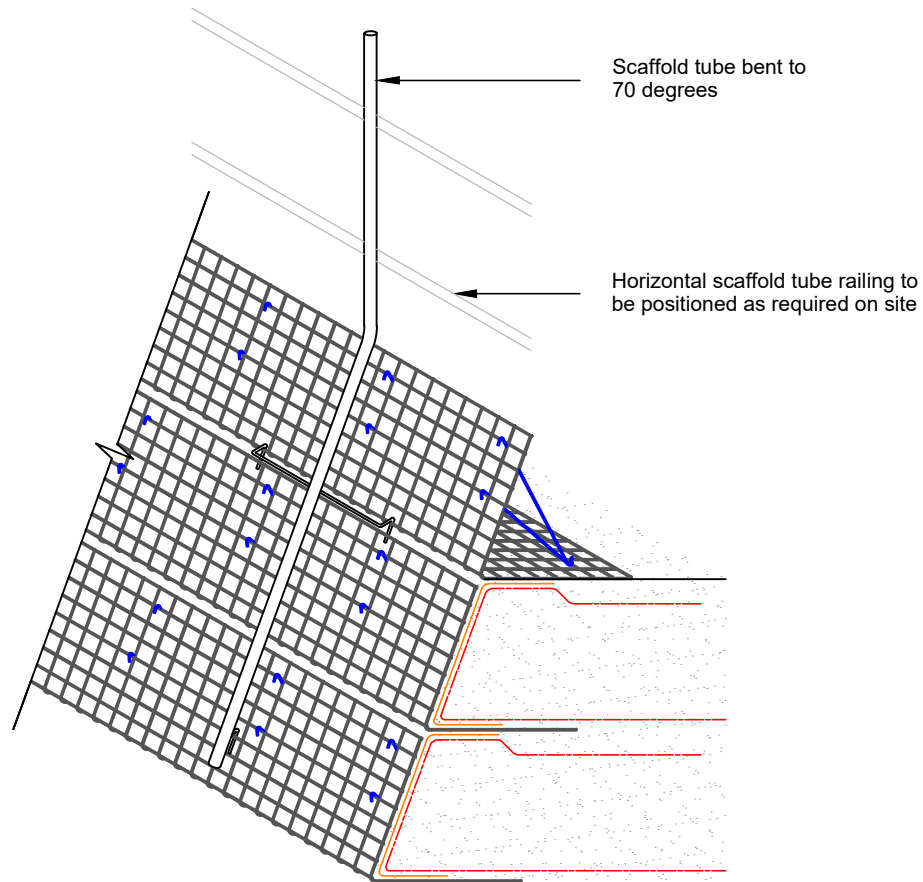 Scaffold tube bent to
70 degrees
Horizontal scaffold tube railing to
be positioned as required on site